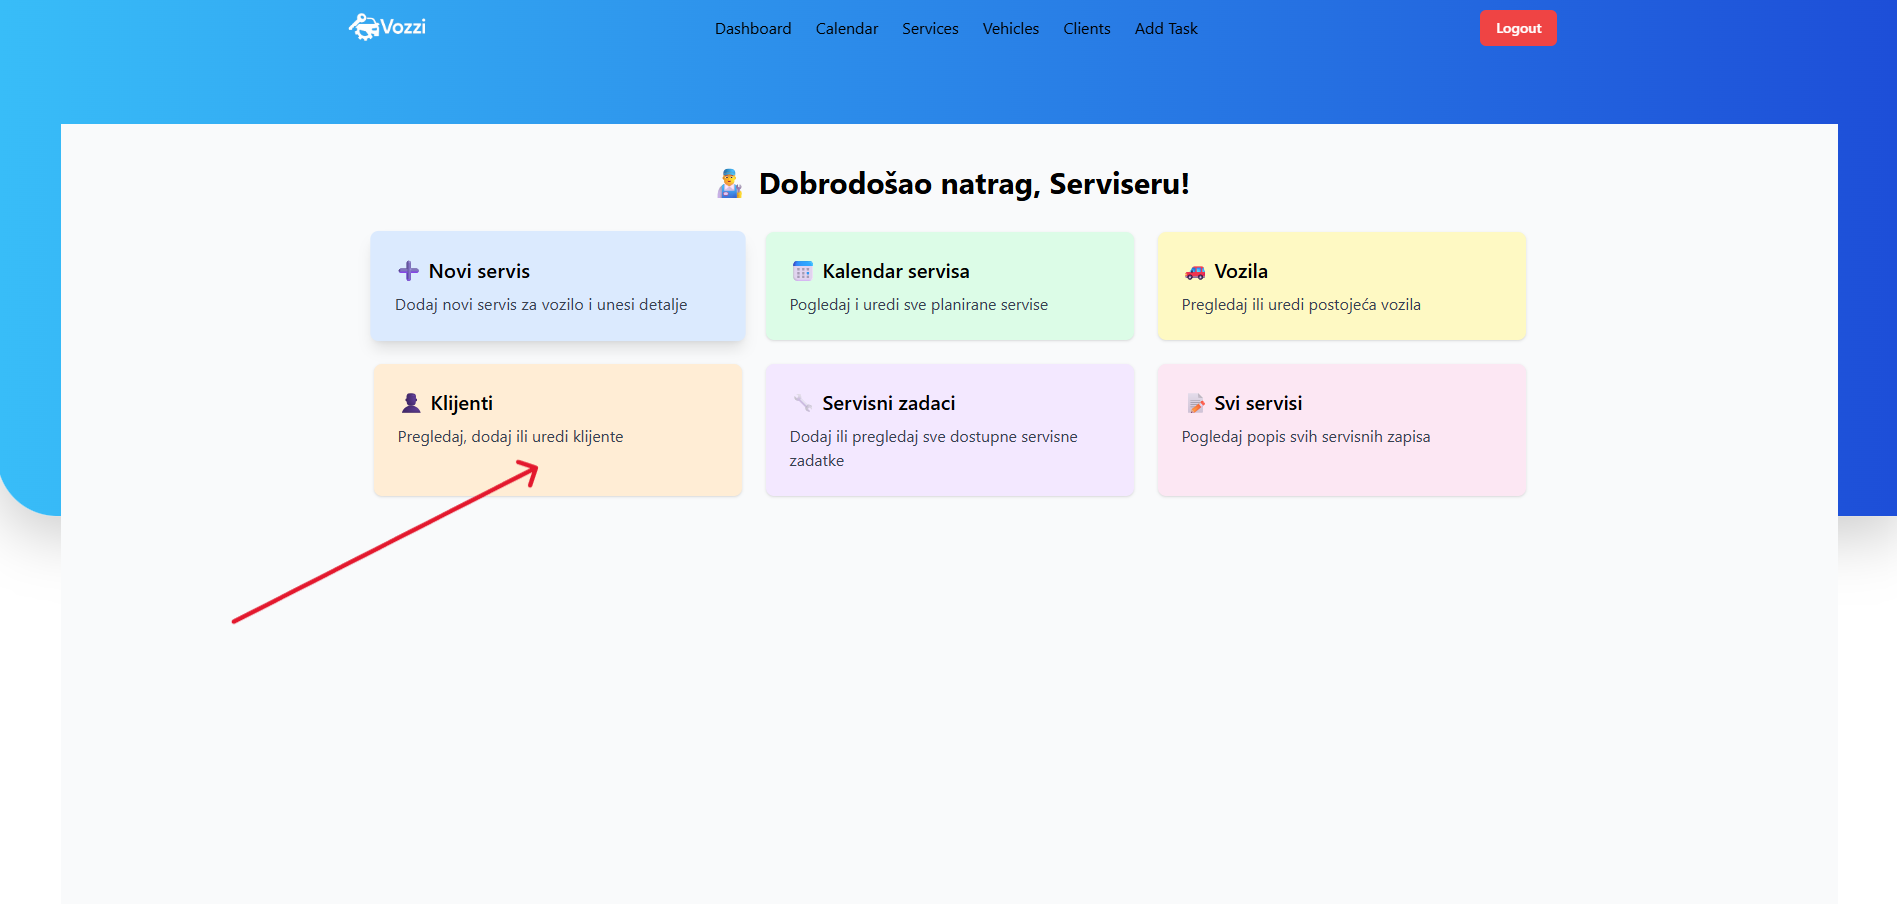 Vozzi
Dashboard Calendar Services Vehicles Clients Add Task
Logout
Dobrodošao natrag, Serviseru!
Novi servis
Dodaj novi servis za vozilo i unesi detalje
Kalendar servisa
Pogledaj i uredi sve planirane servise
Vozila
Pregledaj ili uredi postojeća vozila
Klijenti
Pregledaj, dodaj ili uredi klijente
Servisni zadaci
Dodaj ili pregledaj sve dostupne servisne
zadatke
Svi servisi
Pogledaj popis svih servisnih zapisa